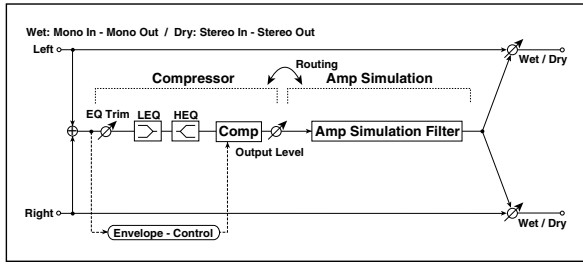 Wet: Mono In - Mono Out / Dry: Stereo In - Stereo Out
Left
Wet / Dry
Routing
Compressor
Amp Simulation
EQ Trim
LEQ
HEQ
Comp
Output Level
Amp Simulation Filter
Right
Wet / Dry
Envelope - Control